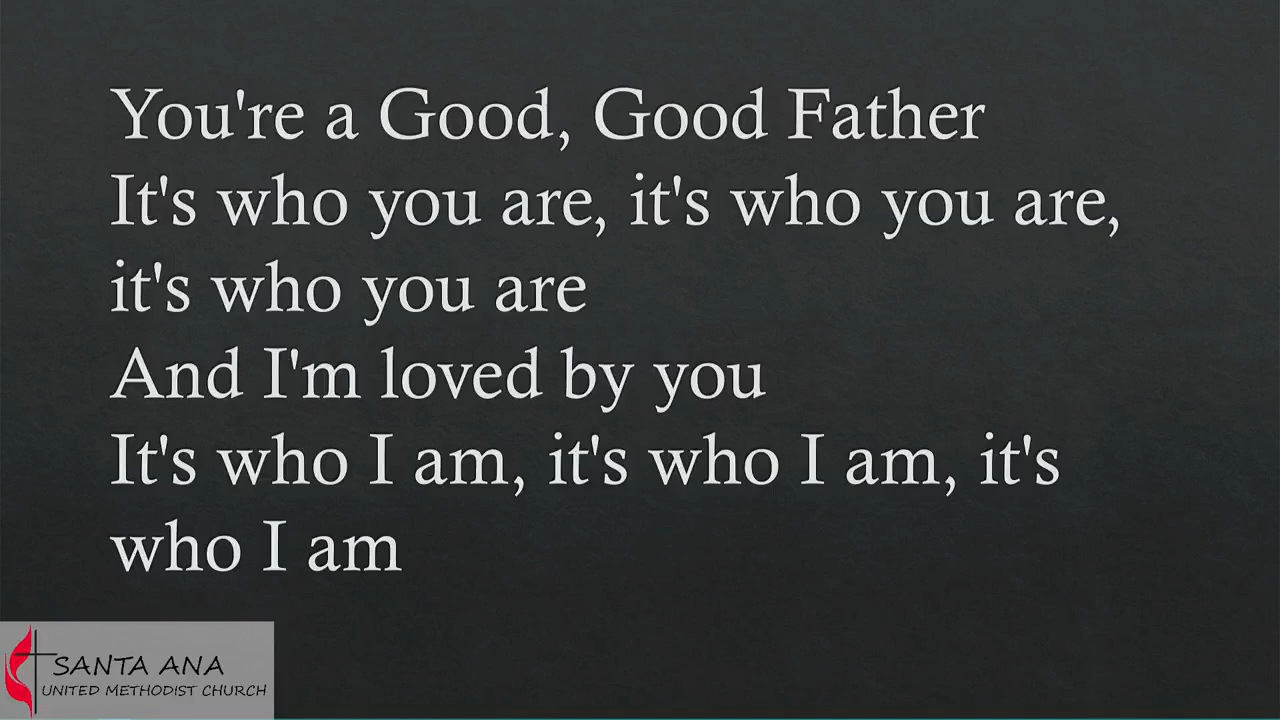 You're a Good, Good Father
It's who you are, it's who you are,
it's who you are
And I'm loved by you
It's who I am, it's who I am, it's
who I am
SANTA ANA
UNITED METHODIST CHURCH